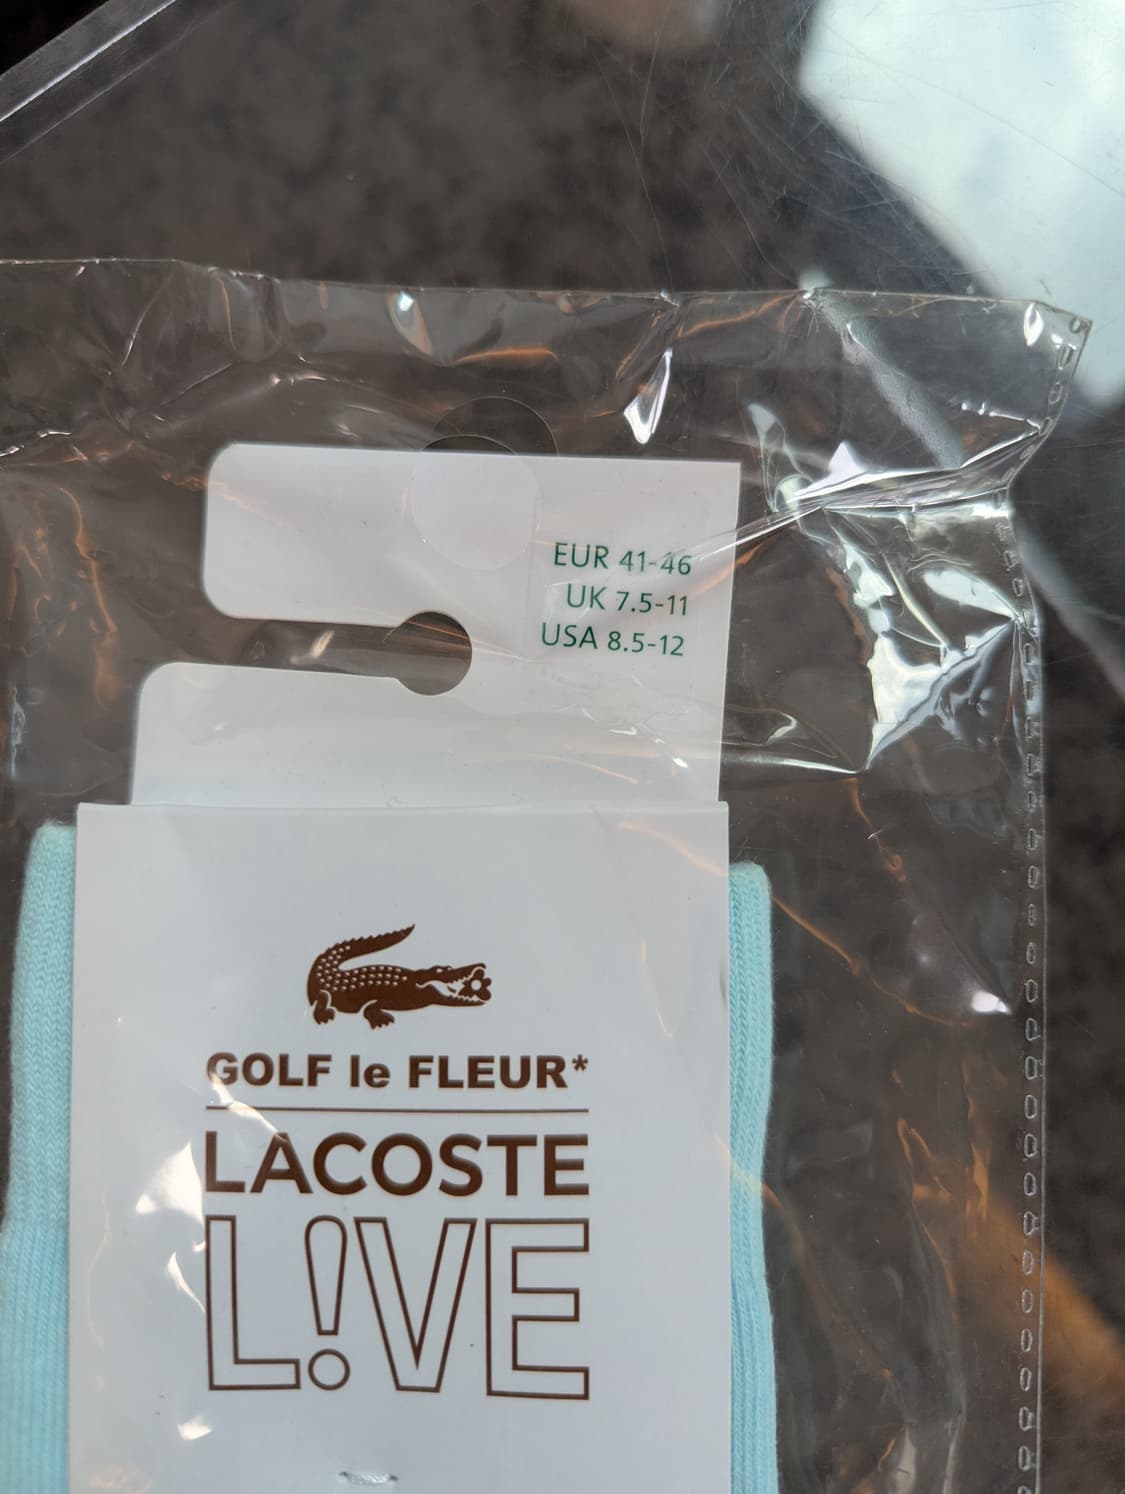 EUR 41-46
UK 7.5-11
USA 8.5-12
GOLF le FLEUR*
LACOSTE
L!VE